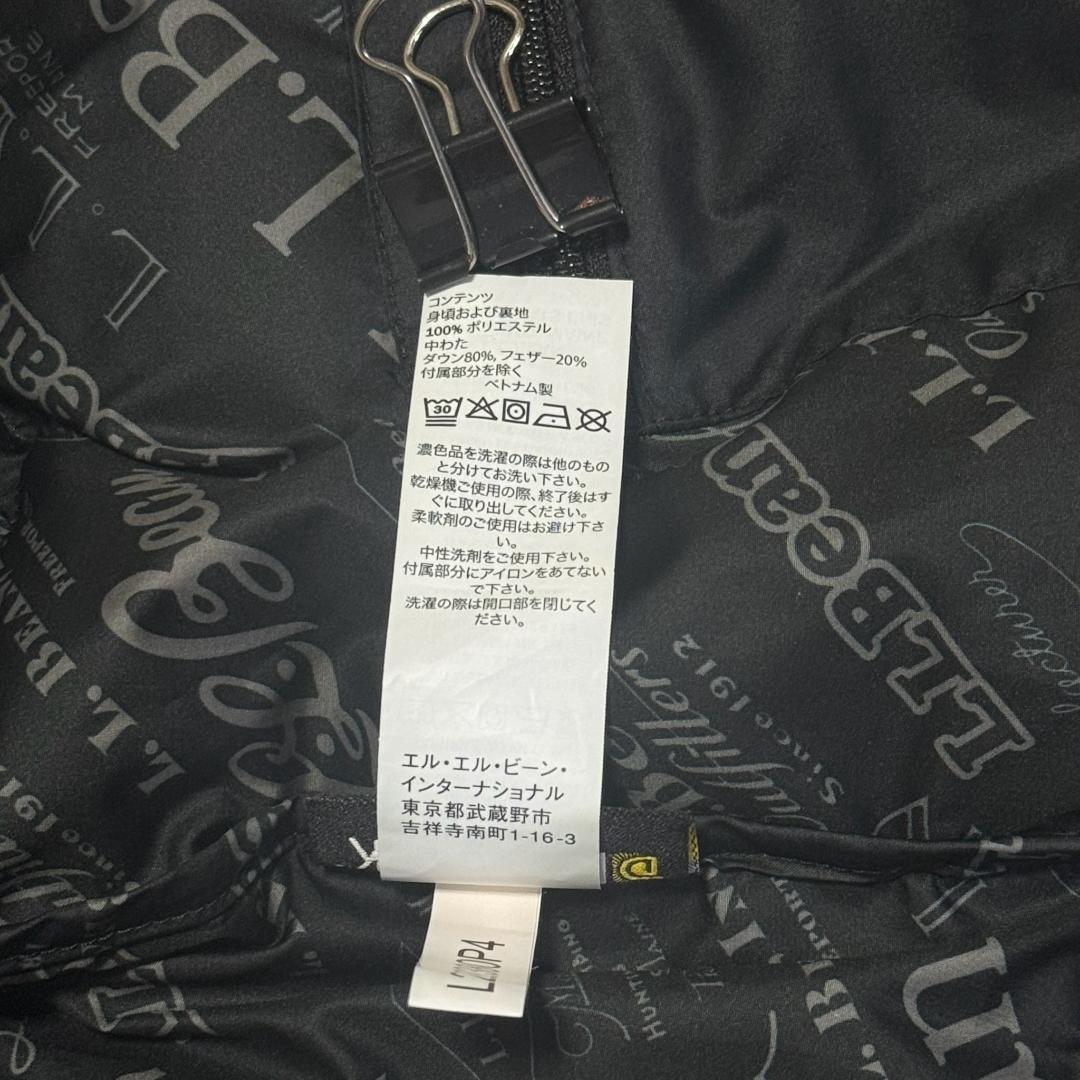 コンテンツ
身頃および裏地
100% ポリエステル
中わた
ダウン80%, フェザー20%
付属部分を除く
ベトナム製
30
濃色品を洗濯の際は他のもの
と分けてお洗い下さい。
乾燥機ご使用の際、終了後はす
ぐに取り出してください。
柔軟剤のご使用はお避け下さ
い。
中性洗剤をご使用下さい。
付属部分にアイロンをあてない
で下さい。
洗濯の際は開口部を閉じてく
ださい。
エル・エル・ビーン・
インターナショナル
東京都武蔵野市
吉祥寺南町1-16-3
L.B
FREEPOR
MAINE
L.L.
Bean
L.L.Bean
L. L. BEAN
L.L.Bean
Since 1912
Outfitters
L. L. BEAN, IN